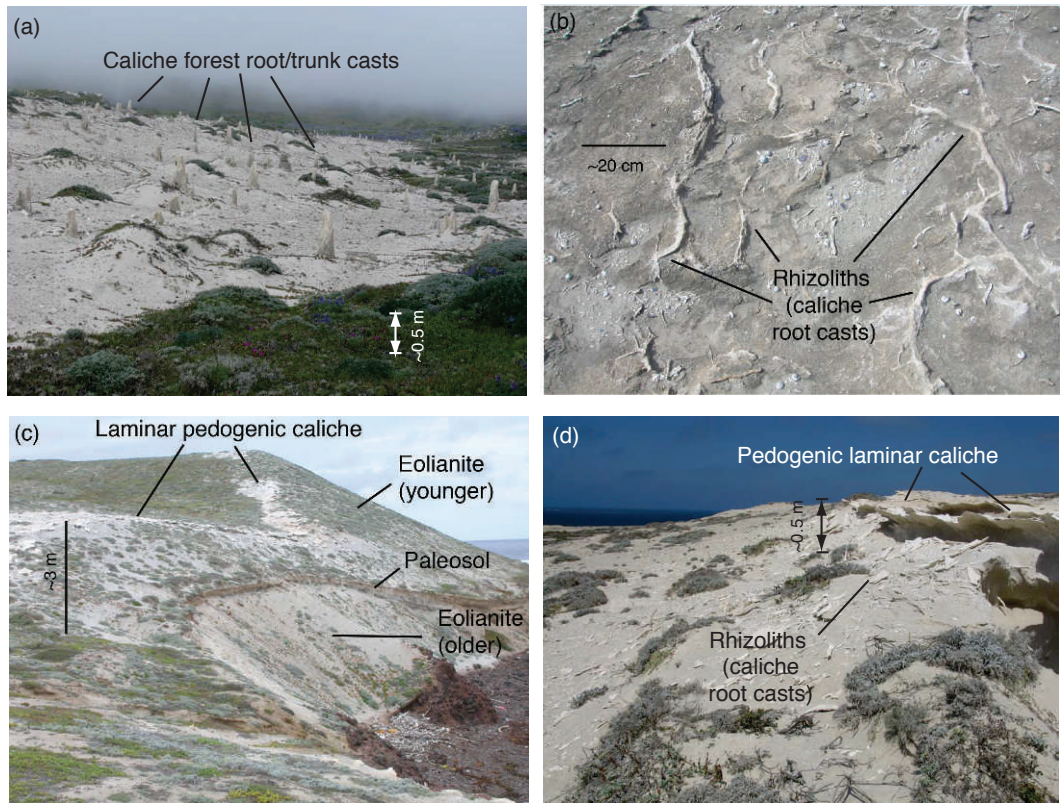 (a)
Caliche forest root/trunk casts
~0.5 m
(b)
~20 cm
Rhizoliths
(caliche
root casts)
(c)
Laminar pedogenic caliche
Eolianite
(younger)
~3 m
Paleosol
Eolianite
(older)
(d)
Pedogenic laminar caliche
~0.5 m
Rhizoliths
(caliche
root casts)